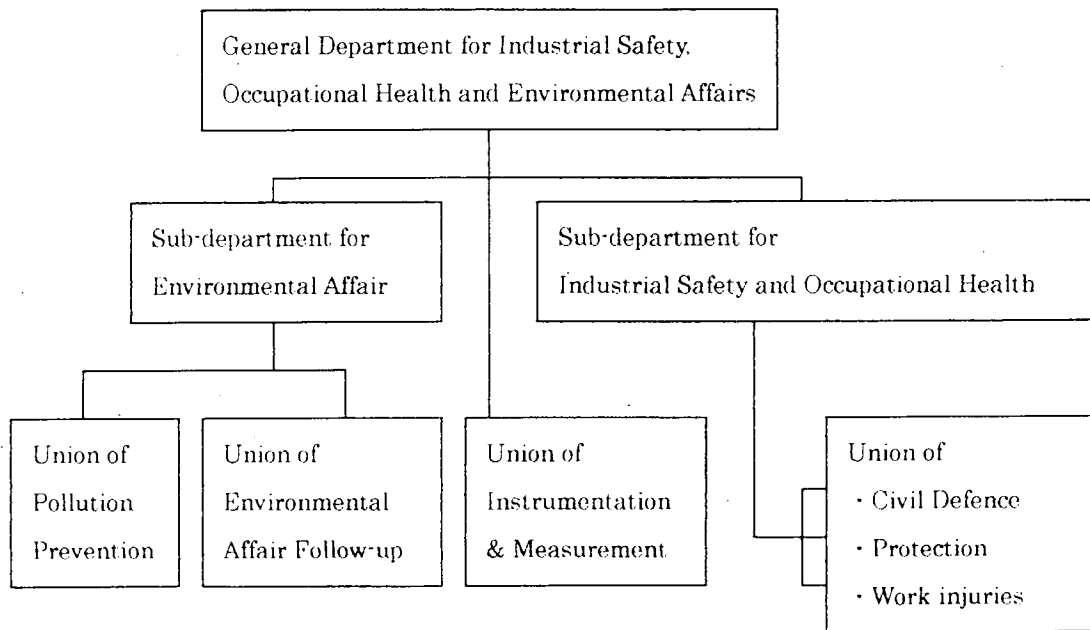 General Department for Industrial Safety,
Occupational Health and Environmental Affairs
Sub-department for
Environmental Affair
Sub-department for
Industrial Safety and Occupational Health
Union of
Pollution
Prevention
Union of
Environmental
Affair Follow-up
Union of
Instrumentation
& Measurement
Union of
· Civil Defence
· Protection
· Work injuries